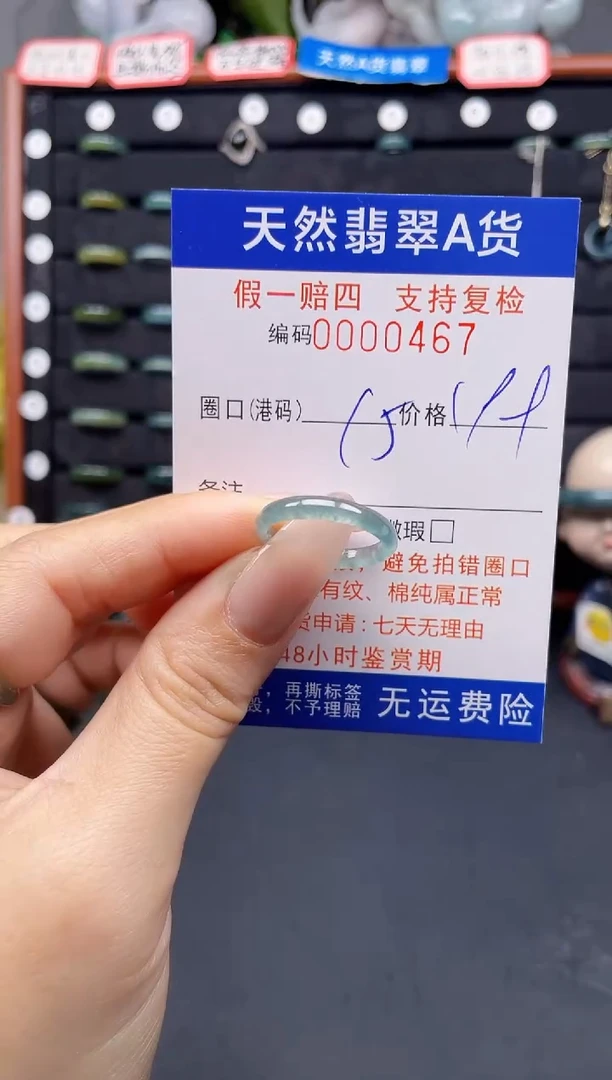 天然A货翡翠
天然翡翠A货
假一赔四 支持复检
编码0000467
圈口(港码) 15 价格
备注
微瑕□
避免拍错圈口
有纹、棉纯属正常
货申请:七天无理由
48小时鉴赏期
再撕标签
毁,不予理赔
无运费险